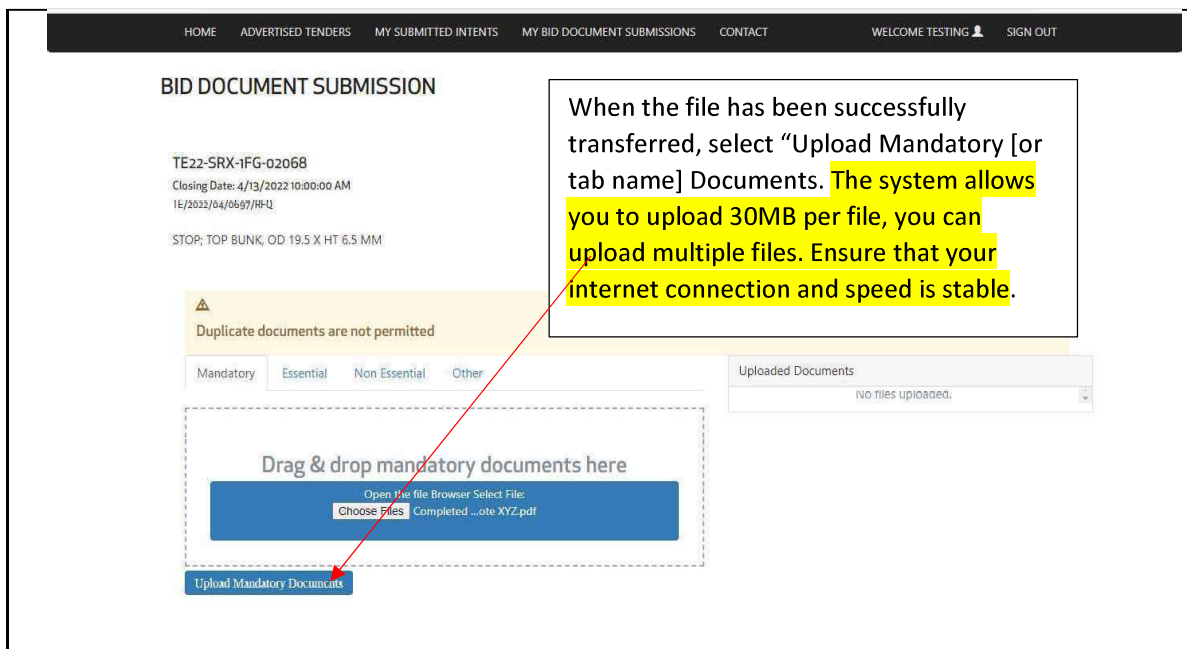 HOME ADVERTISED TENDERS MY SUBMITTED INTENTS MY BID DOCUMENT SUBMISSIONS CONTACT WELCOME TESTING SIGN OUT
BID DOCUMENT SUBMISSION
When the file has been successfully
transferred, select “Upload Mandatory [or
tab name] Documents. The system allows
you to upload 30MB per file, you can
upload multiple files. Ensure that your
internet connection and speed is stable.
TE22-SRX-1FG-02068
Closing Date: 4/13/2022 10:00:00 AM
TE/2022/04/0697/RFQ
STOP; TOP BUNK, OD 19.5 X HT 6.5 MM
Duplicate documents are not permitted
Mandatory Essential Non Essential Other
Uploaded Documents
No files uploaded.
Drag & drop mandatory documents here
Open the file Browser Select File:
Choose Files Completed ...ote XYZ.pdf
Upload Mandatory Documents